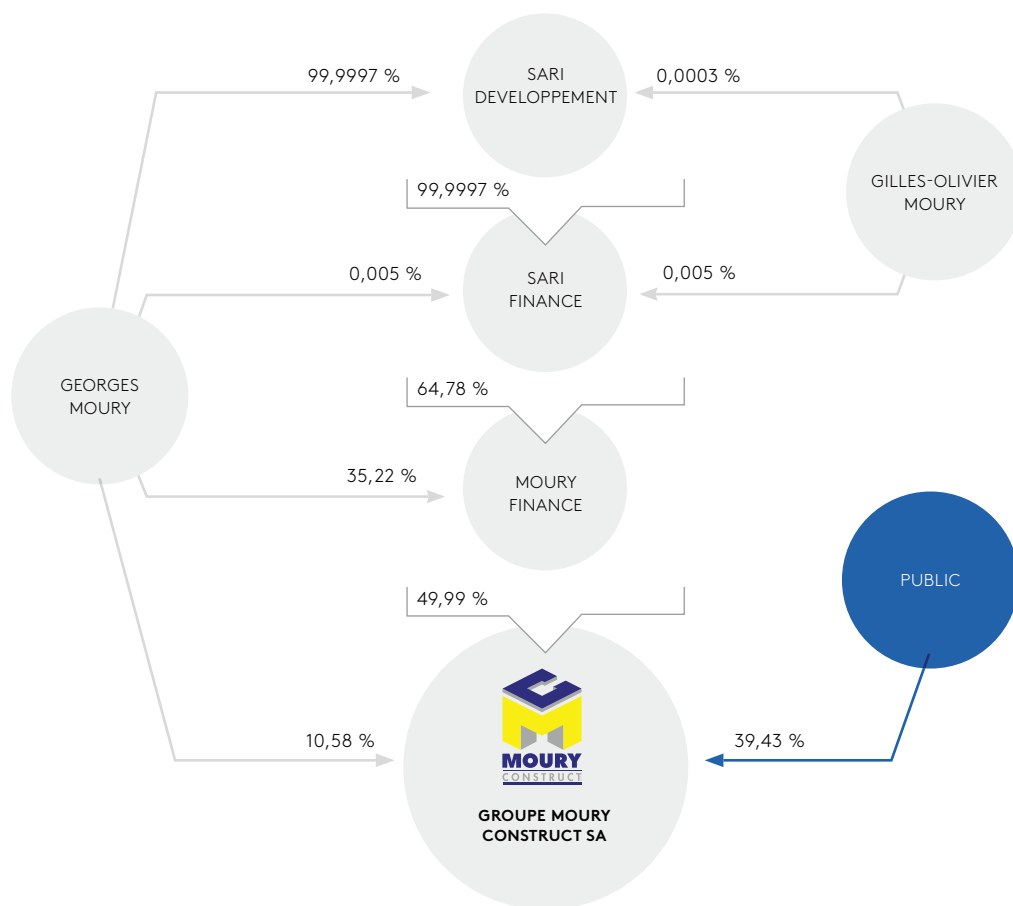 99,9997 %
SARI
DEVELOPPEMENT
0,0003 %
GILLES-OLIVIER
MOURY
99,9997 %
0,005 %
SARI
FINANCE
0,005 %
GEORGES
MOURY
64,78 %
35,22 %
MOURY
FINANCE
PUBLIC
49,99 %
10,58 %
MOURY
CONSTRUCT
39,43 %
GROUPE MOURY
CONSTRUCT SA